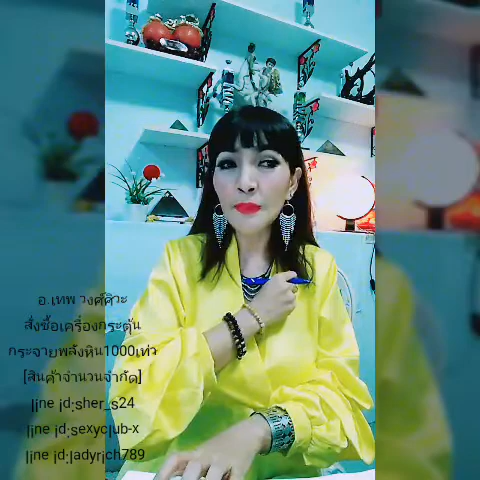 อ.เทพ วงศ์ศิวะ
สั่งซื้อเครื่องกระตุ้น
กระจายพลังหิน1000เท่า
[สินค้าจำนวนจำกัด]
line id:sher_s24
line id:sexyclub-x
line id:ladyrich789